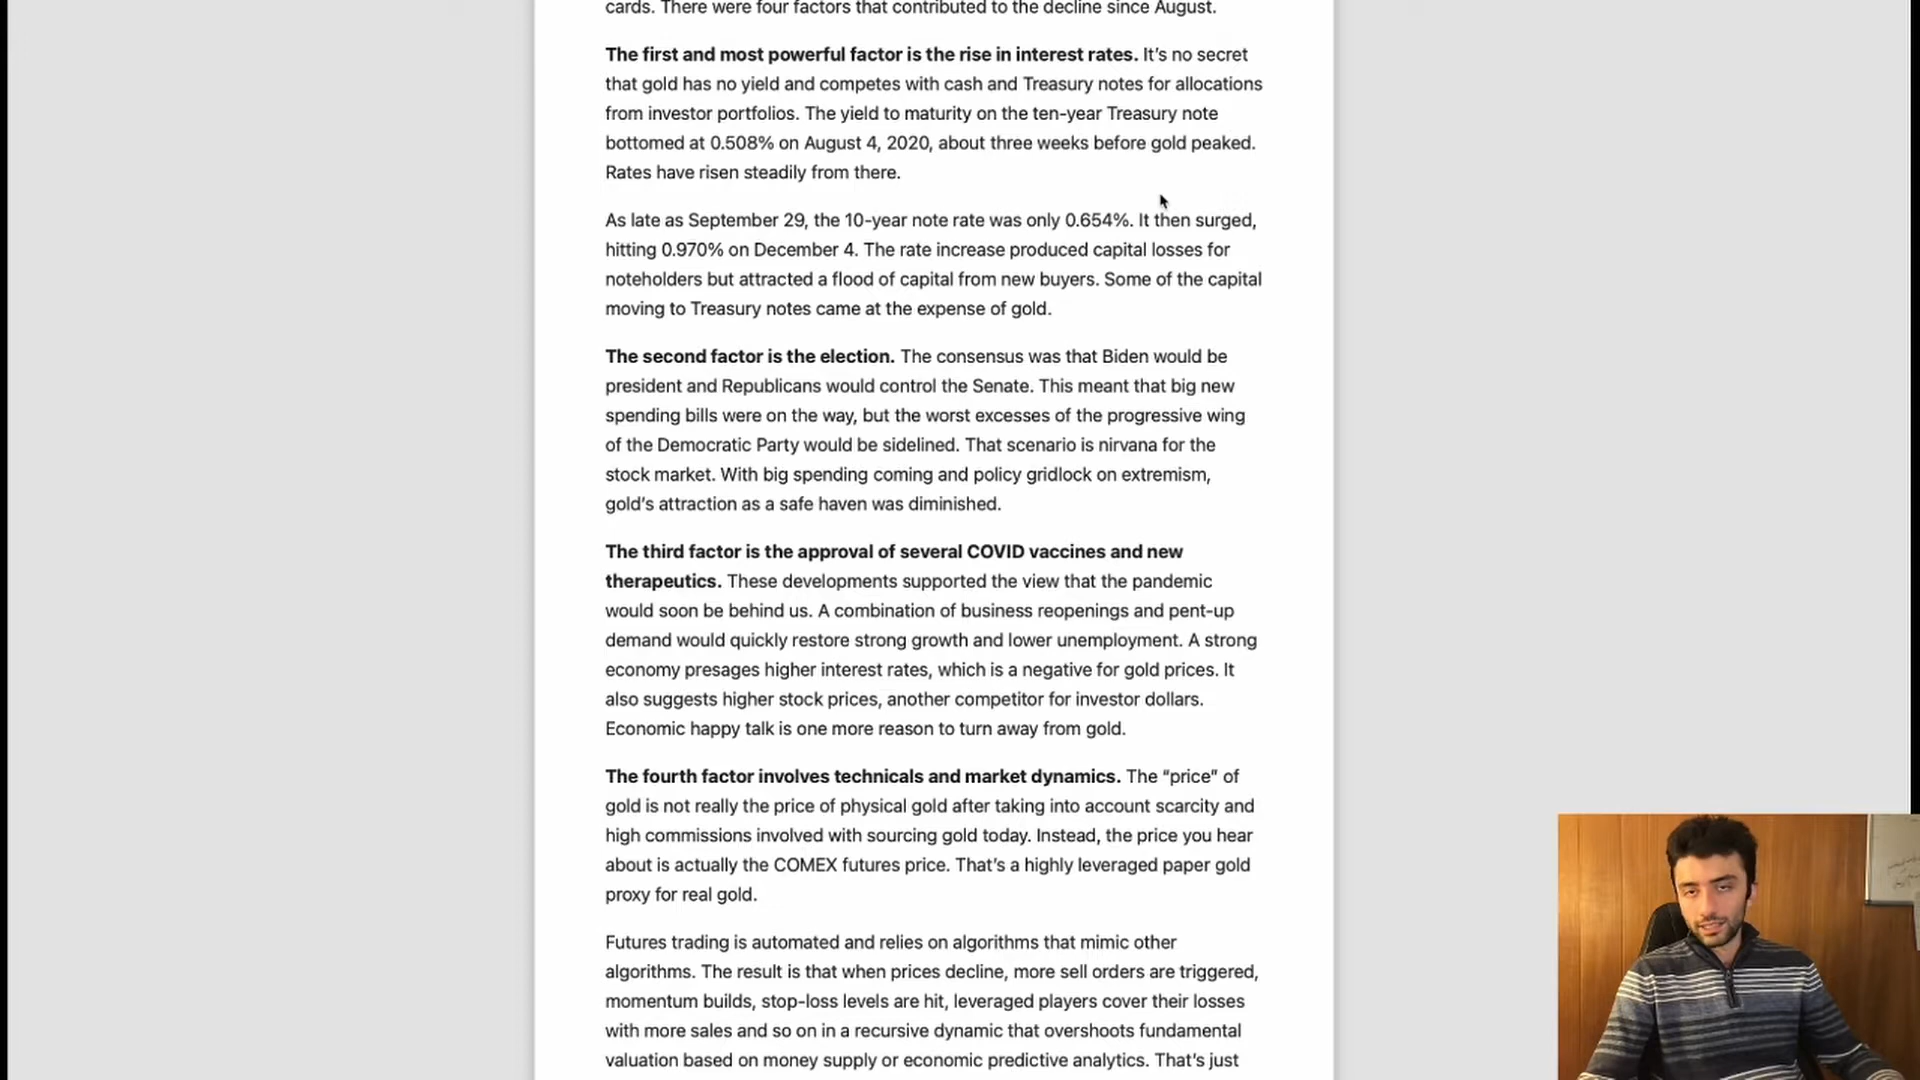 cards. There were four factors that contributed to the decline since August.
The first and most powerful factor is the rise in interest rates. It’s no secret
that gold has no yield and competes with cash and Treasury notes for allocations
from investor portfolios. The yield to maturity on the ten-year Treasury note
bottomed at 0.508% on August 4, 2020, about three weeks before gold peaked.
Rates have risen steadily from there.
As late as September 29, the 10-year note rate was only 0.654%. It then surged,
hitting 0.970% on December 4. The rate increase produced capital losses for
noteholders but attracted a flood of capital from new buyers. Some of the capital
moving to Treasury notes came at the expense of gold.
The second factor is the election. The consensus was that Biden would be
president and Republicans would control the Senate. This meant that big new
spending bills were on the way, but the worst excesses of the progressive wing
of the Democratic Party would be sidelined. That scenario is nirvana for the
stock market. With big spending coming and policy gridlock on extremism,
gold’s attraction as a safe haven was diminished.
The third factor is the approval of several COVID vaccines and new
therapeutics. These developments supported the view that the pandemic
would soon be behind us. A combination of business reopenings and pent-up
demand would quickly restore strong growth and lower unemployment. A strong
economy presages higher interest rates, which is a negative for gold prices. It
also suggests higher stock prices, another competitor for investor dollars.
Economic happy talk is one more reason to turn away from gold.
The fourth factor involves technicals and market dynamics. The “price” of
gold is not really the price of physical gold after taking into account scarcity and
high commissions involved with sourcing gold today. Instead, the price you hear
about is actually the COMEX futures price. That’s a highly leveraged paper gold
proxy for real gold.
Futures trading is automated and relies on algorithms that mimic other
algorithms. The result is that when prices decline, more sell orders are triggered,
momentum builds, stop-loss levels are hit, leveraged players cover their losses
with more sales and so on in a recursive dynamic that overshoots fundamental
valuation based on money supply or economic predictive analytics. That’s just